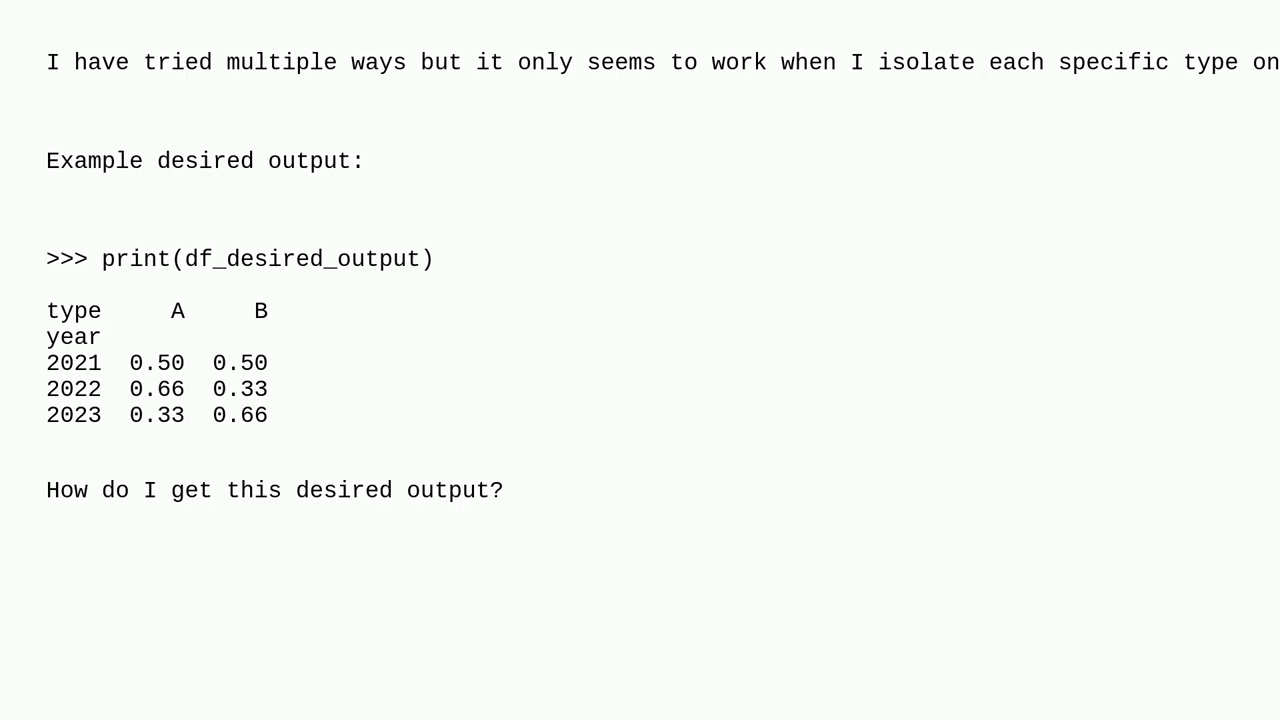 I have tried multiple ways but it only seems to work when I isolate each specific type on
Example desired output:
>>> print(df_desired_output)
type     A     B
year
2021  0.50  0.50
2022  0.66  0.33
2023  0.33  0.66
How do I get this desired output?